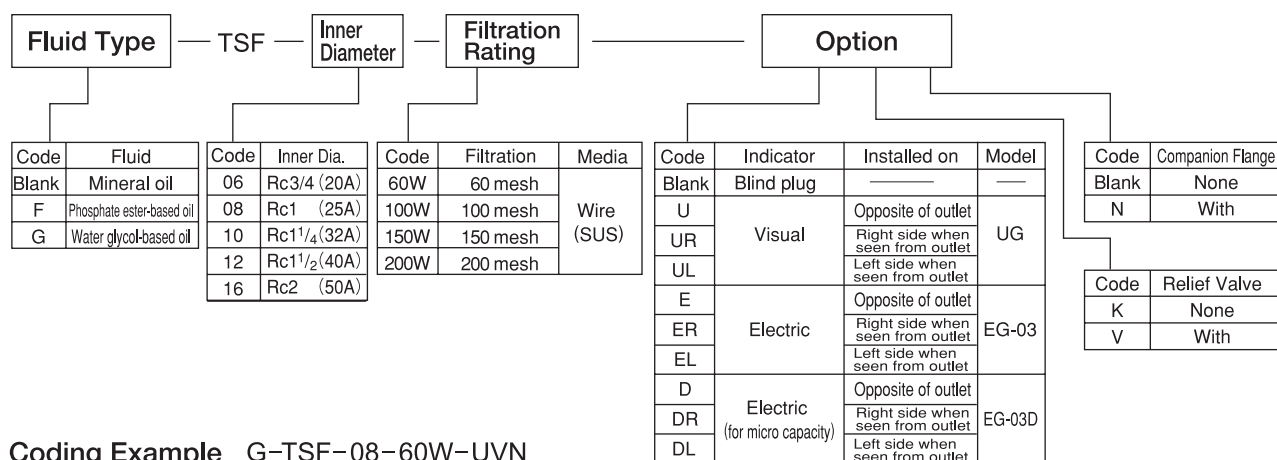 Fluid Type — TSF — Inner Diameter — Filtration Rating — Option
Code Fluid
Blank Mineral oil
F Phosphate ester-based oil
G Water glycol-based oil
Code Inner Dia.
06 Rc3/4 (20A)
08 Rc1 (25A)
10 Rc1 1/4 (32A)
12 Rc1 1/2 (40A)
16 Rc2 (50A)
Code Filtration Media
60W 60 mesh
100W 100 mesh
150W 150 mesh
200W 200 mesh
Wire
(SUS)
Code Indicator Installed on Model
Blank Blind plug — —
U Opposite of outlet
UR Right side when seen from outlet
UL Left side when seen from outlet
Visual
UG
E Opposite of outlet
ER Right side when seen from outlet
EL Left side when seen from outlet
Electric
EG-03
D Opposite of outlet
DR Right side when seen from outlet
DL Left side when seen from outlet
Electric
(for micro capacity)
EG-03D
Code Companion Flange
Blank None
N With
Code Relief Valve
K None
V With
Coding Example G-TSF-08-60W-UVN